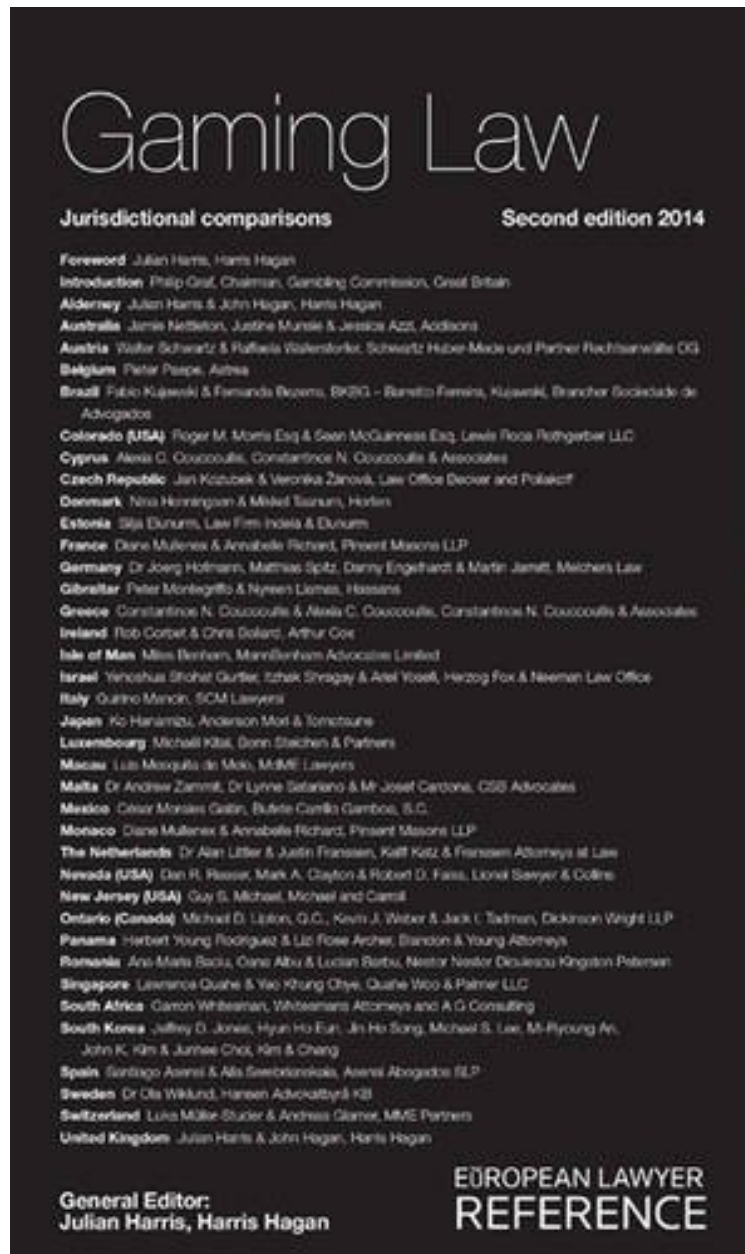 Gaming Law
Jurisdictional comparisons Second edition 2014
Foreword Julian Harris, Harris Hagan
Introduction Philip Graf, Chairman, Gambling Commission, Great Britain
Alderney Julian Harris & John Hagan, Harris Hagan
Australia Jamie Nettleton, Justine Munsie & Jessica Azzi, Addisons
Austria Walter Schwartz & Raffaela Wallerstorfer, Schwartz Huber-Medek und Partner Rechtsanwälte OG
Belgium Pieter Paepe, Astrea
Brazil Fabio Kujawski & Fernanda Bezerra, BKBG – Barretto Ferreira, Kujawski, Brancher Sociedade de
Advogados
Colorado (USA) Roger M. Morris Esq & Sean McGuinness Esq, Lewis Roca Rothgerber LLC
Cyprus Alexia C. Couccoullis, Constantinos N. Couccoullis & Associates
Czech Republic Jan Kozubek & Veronika Žánová, Law Office Becker and Poliakoff
Denmark Nina Henningsen & Mikkel Taanum, Horten
Estonia Silja Elunurm, Law Firm & Elunurm
France Diane Mullenex & Annabelle Richard, Pinsent Masons LLP
Germany Dr Joerg Hofmann, Matthias Spitz, Danny Engelhardt & Martin Jarrett, Melchers Law
Gibraltar Peter Montegriffo & Nyreen Llamas, Hassans
Greece Constantinos N. Couccoullis & Alexia C. Couccoullis, Constantinos N. Couccoullis & Associates
Ireland Rob Corbet & Chris Bollard, Arthur Cox
Isle of Man Miles Benham, MannBenham Advocates Limited
Israel Yehoshua Shohat Gurtler, Itzhak Shragay & Ariel Yosefi, Herzog Fox & Neeman Law Office
Italy Quirino Mancini, SCM Lawyers
Japan Ko Hanamizu, Anderson Mori & Tomotsune
Luxembourg Michaël Kitai, Bonn Steichen & Partners
Macau Luis Mesquita de Melo, MdME Lawyers
Malta Dr Andrew Zammit, Dr Lynne Satariano & Mr Josef Cardona, CSB Advocates
Mexico César Morales Galán, Bufete Carrillo Gamboa, S.C.
Monaco Diane Mullenex & Annabelle Richard, Pinsent Masons LLP
The Netherlands Dr Alan Littler & Justin Franssen, Kalff Katz & Franssen Attorneys at Law
Nevada (USA) Dan R. Reaser, Mark A. Clayton & Robert D. Faiss, Lionel Sawyer & Collins
New Jersey (USA) Guy S. Michael, Michael and Carroll
Ontario (Canada) Michael D. Lipton, Q.C., Kevin J. Weber & Jack I. Tadman, Dickinson Wright LLP
Panama Herbert Young Rodriguez & Liz Rose Archer, Brandon & Young Attorneys
Romania Ana-Maria Baciu, Oana Albu & Lucian Barbu, Nestor Nestor Diculescu Kingston Petersen
Singapore Lawrence Quahe & Yeo Khung Chye, Quahe Woo & Palmer LLC
South Africa Garron Whitesman, Whitesmans Attorneys and A G Consulting
South Korea Jeffrey D. Jones, Hyun Ho Eun, Jin Ho Song, Michael S. Lee, Mi-Ryoung An,
John K. Kim & Junhee Choi, Kim & Chang
Spain Santiago Asensi & Alla Serebrianskaia, Asensi Abogados SLP
Sweden Dr Ola Wiklund, Hansen Advokatbyrå KB
Switzerland Luka Müller-Studer & Andreas Glarner, MME Partners
United Kingdom Julian Harris & John Hagan, Harris Hagan
General Editor:
Julian Harris, Harris Hagan
EUROPEAN LAWYER
REFERENCE